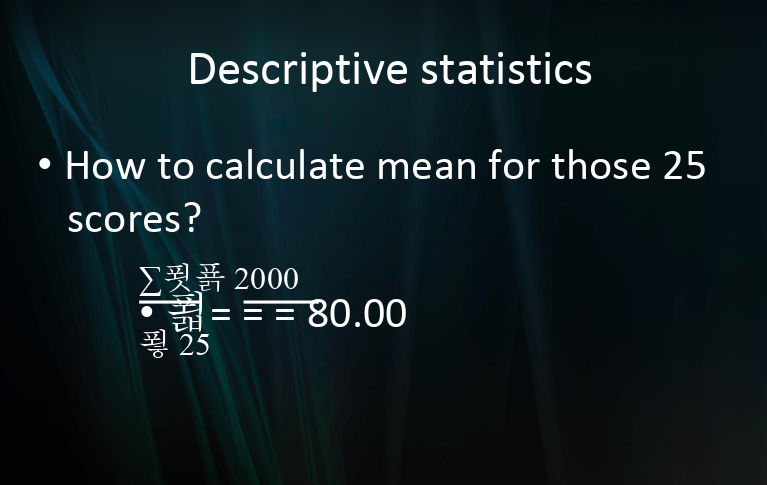 Descriptive statistics
• How to calculate mean for those 25
scores?
∑ 2000
• = = = 80.00
25